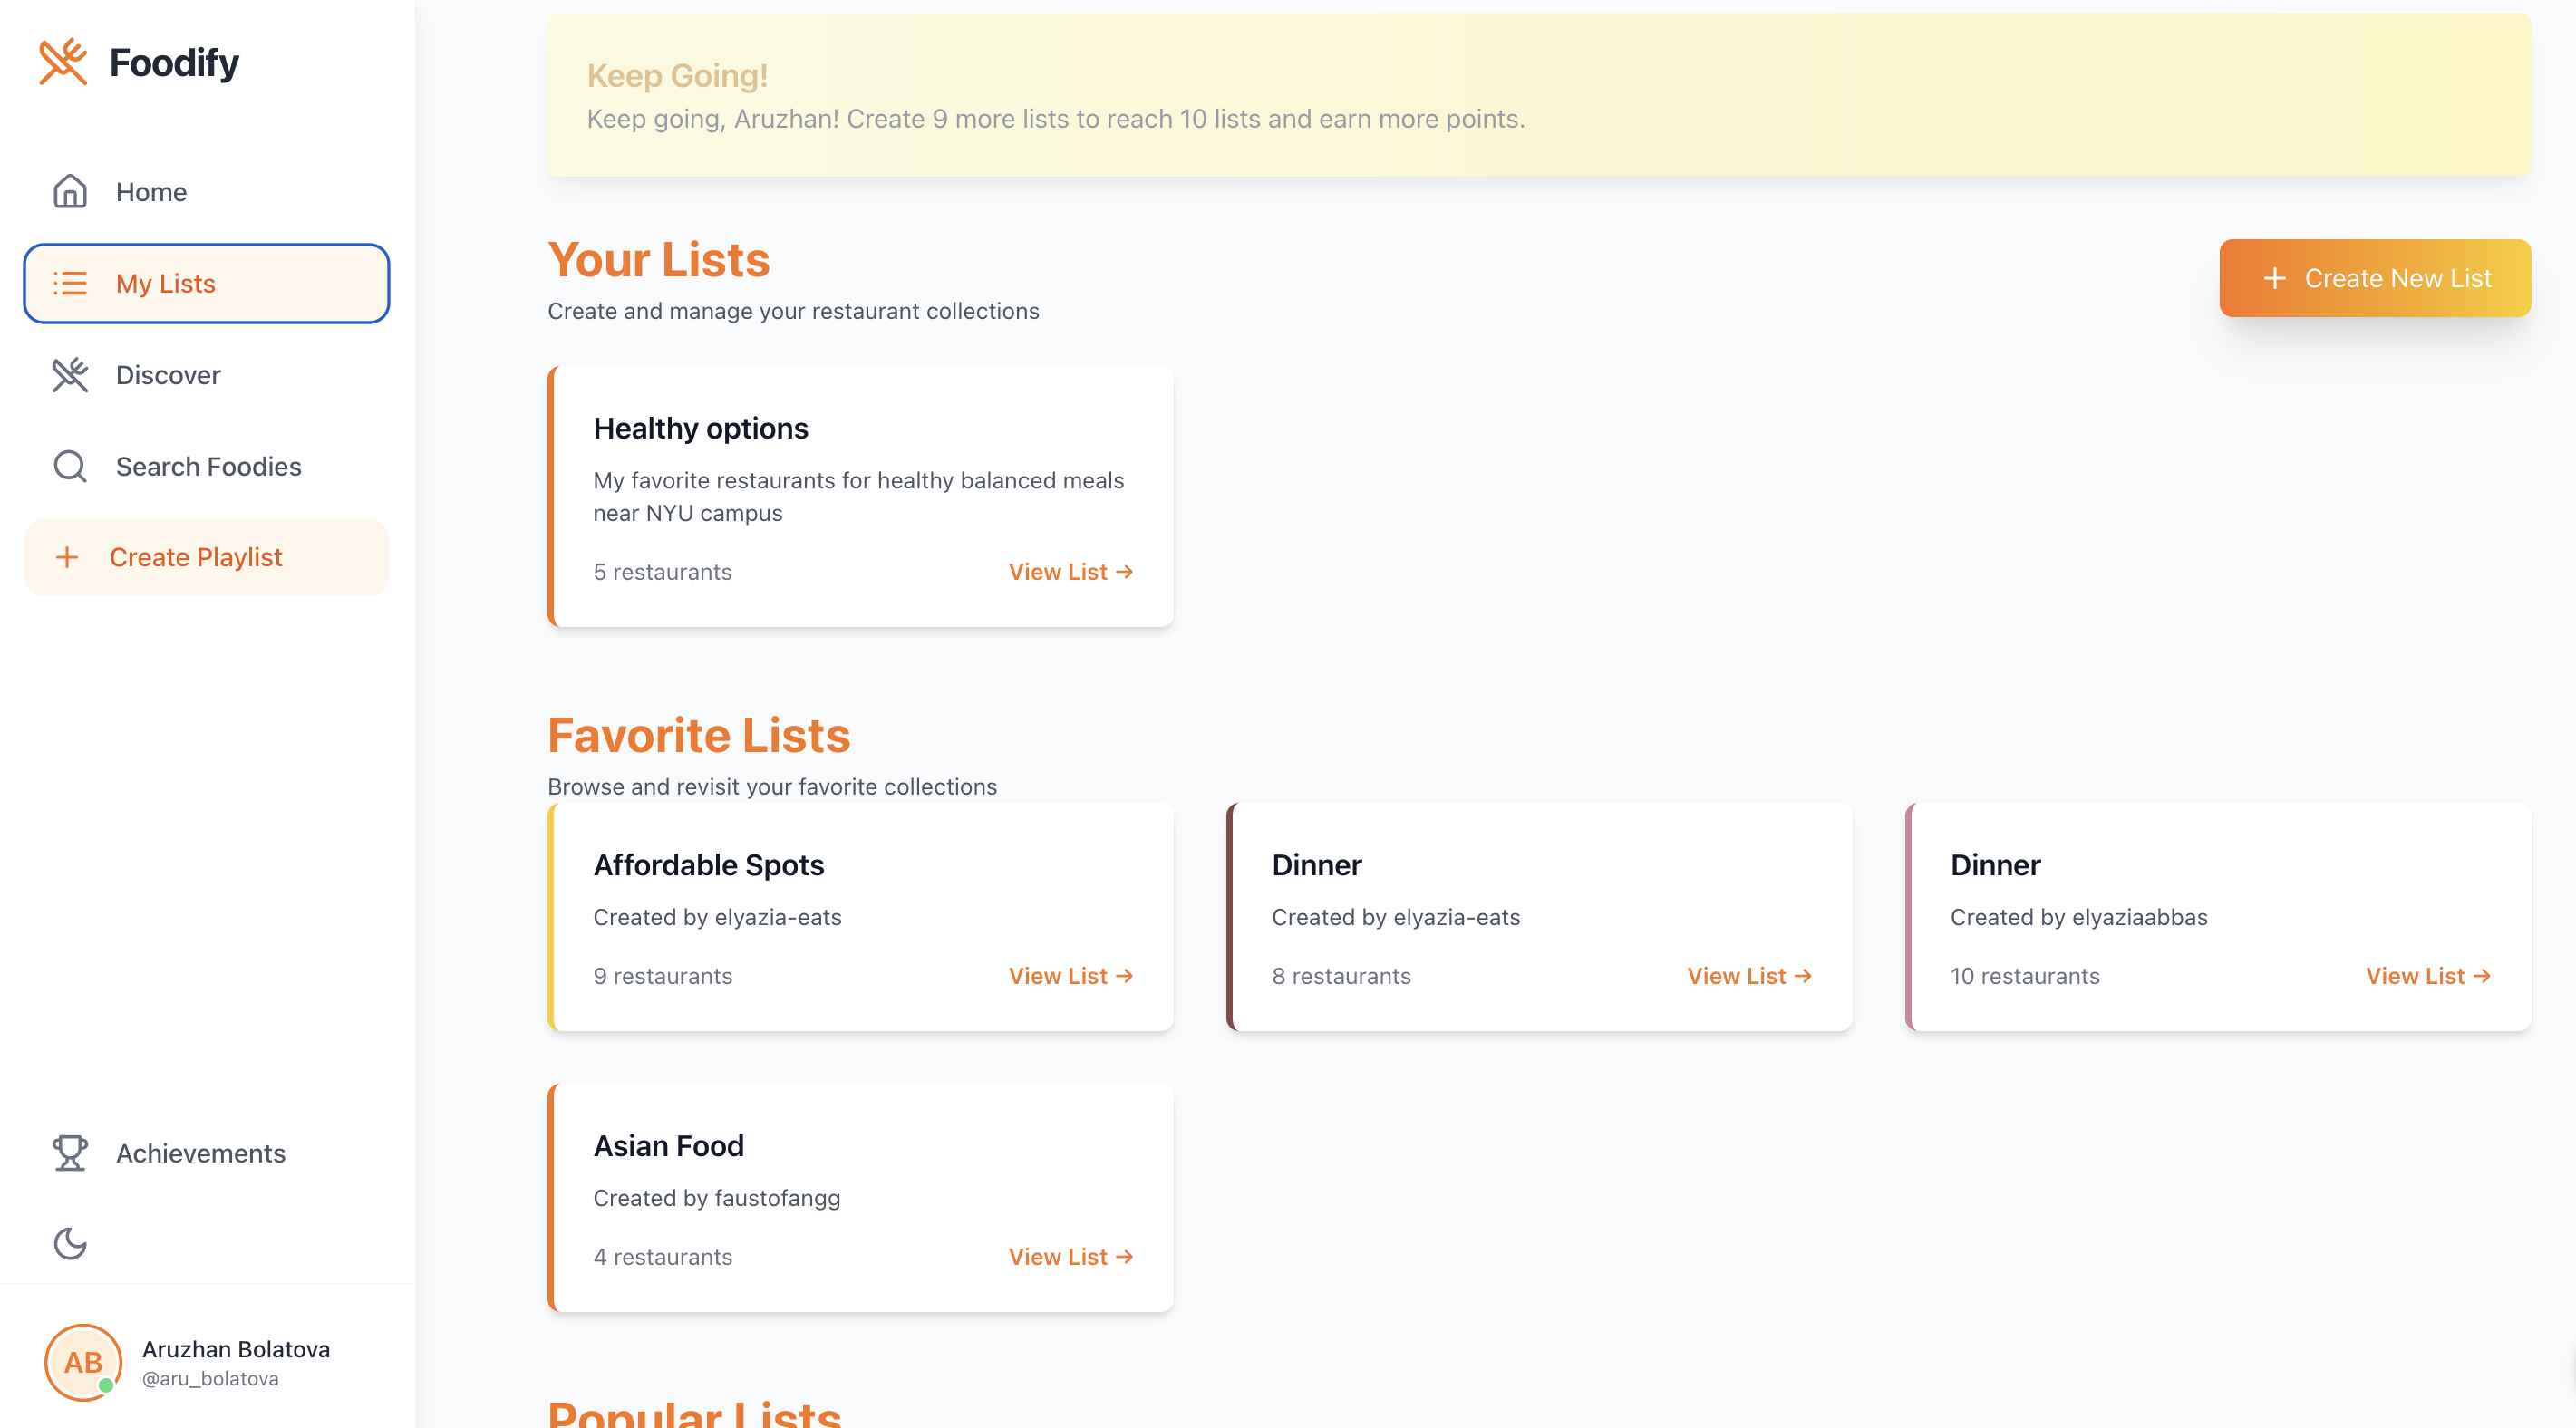 Foodify
Home
My Lists
Discover
Search Foodies
Create Playlist
Achievements
AB
Aruzhan Bolatova
@aru_bolatova
Keep Going!
Keep going, Aruzhan! Create 9 more lists to reach 10 lists and earn more points.
Your Lists
Create and manage your restaurant collections
Create New List
Healthy options
My favorite restaurants for healthy balanced meals
near NYU campus
5 restaurants
View List →
Favorite Lists
Browse and revisit your favorite collections
Affordable Spots
Created by elyazia-eats
9 restaurants
View List →
Dinner
Created by elyazia-eats
8 restaurants
View List →
Dinner
Created by elyaziaabbas
10 restaurants
View List →
Asian Food
Created by faustofangg
4 restaurants
View List →
Popular Lists